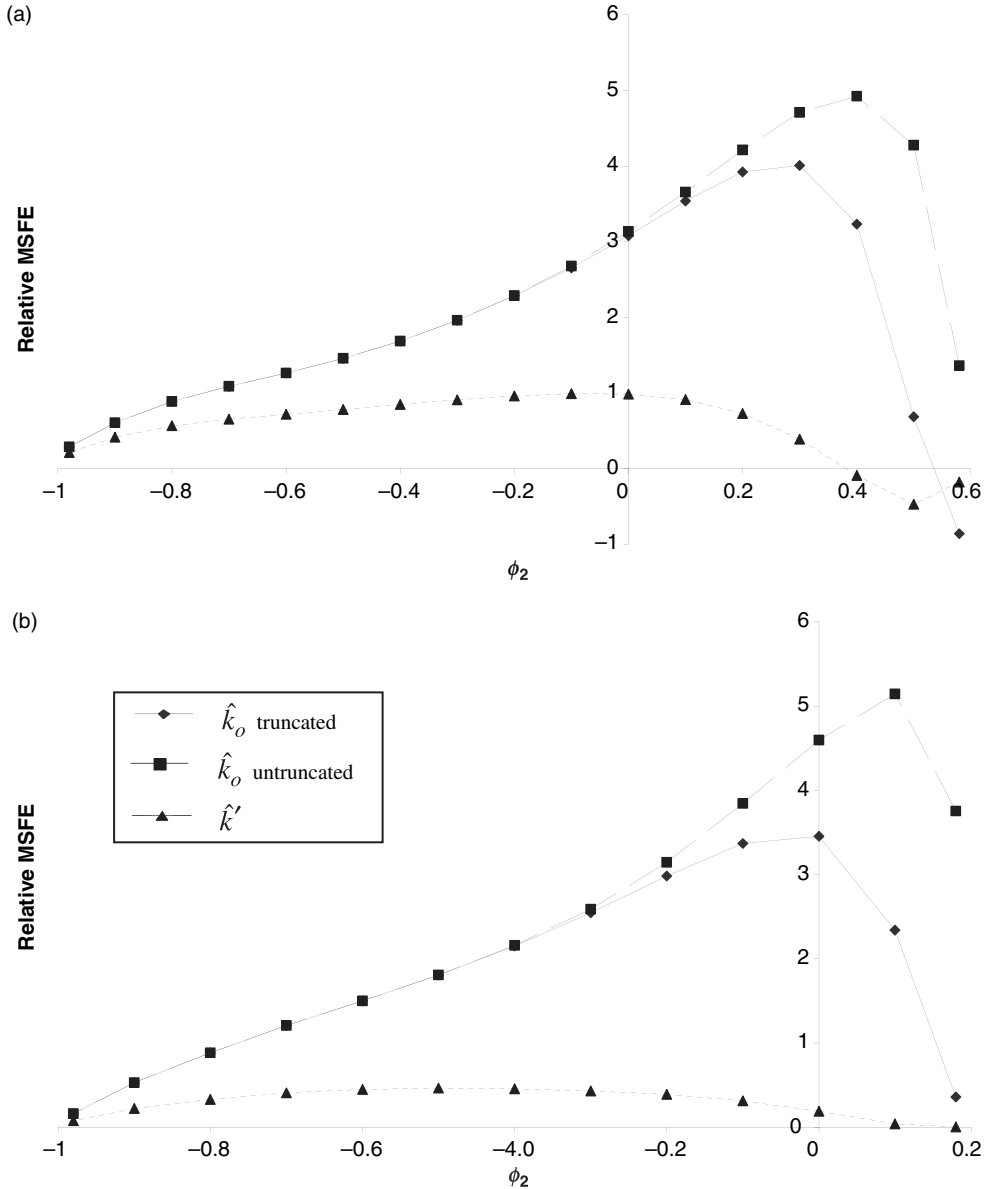 (a)
6
5
4
3
2
1
0
−1
Relative MSFE
−1 −0.8 −0.6 −0.4 −0.2 0 0.2 0.4 0.6
ϕ2
(b)
6
5
4
3
2
1
0
k̂o truncated
k̂o untruncated
k̂′
Relative MSFE
−1 −0.8 −0.6 −4.0 −0.2 0 0.2
ϕ2